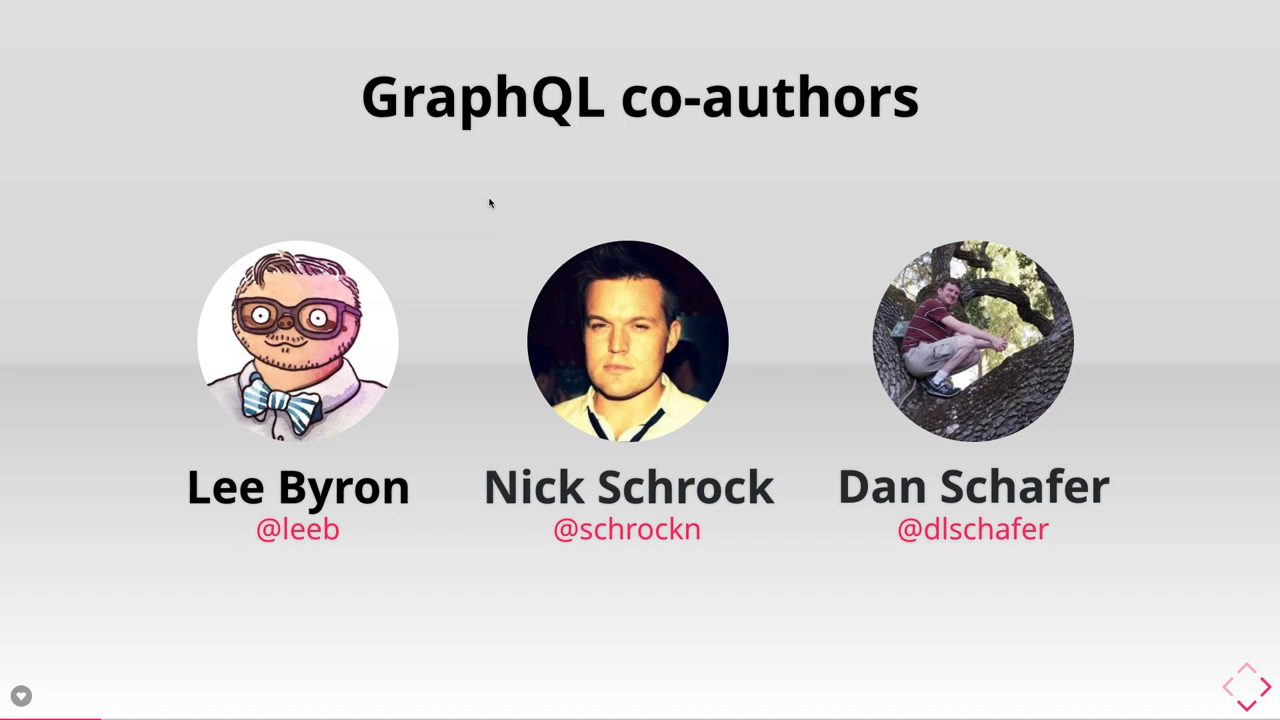 GraphQL co-authors
Lee Byron
@leeb
Nick Schrock
@schrockn
Dan Schafer
@dlschafer